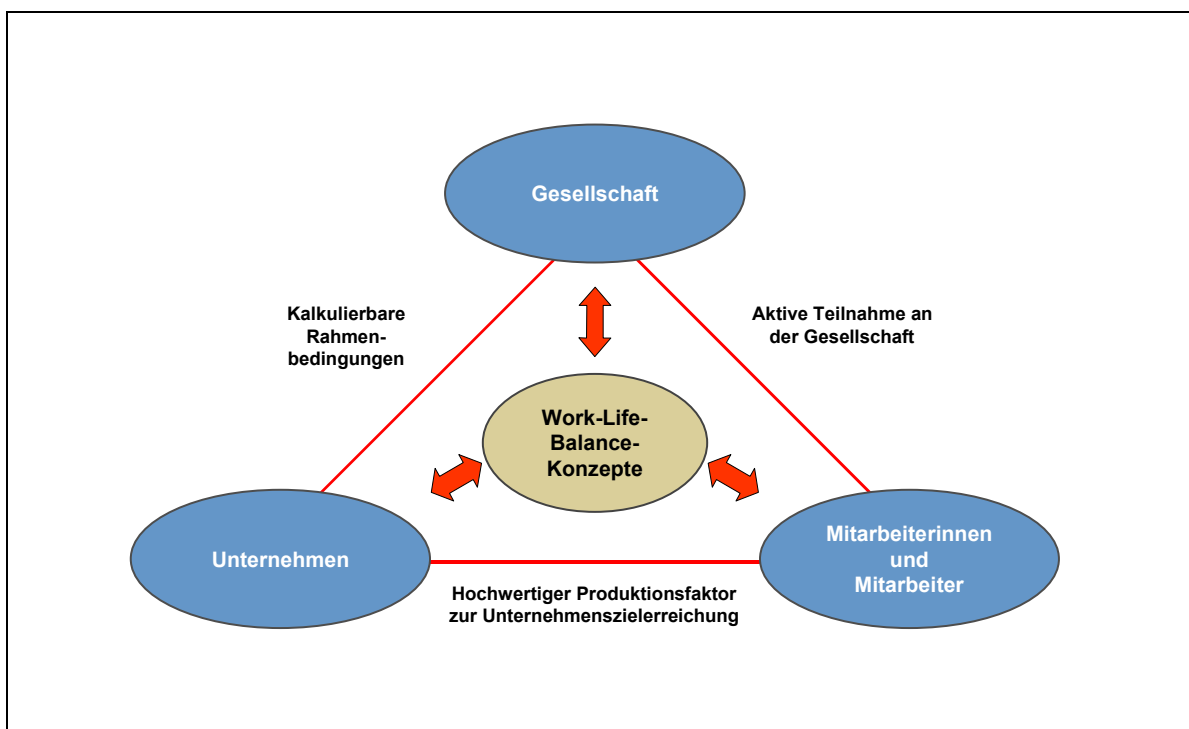 Gesellschaft
Kalkulierbare
Rahmen-
bedingungen
Aktive Teilnahme an
der Gesellschaft
Work-Life-
Balance-
Konzepte
Unternehmen
Mitarbeiterinnen
und
Mitarbeiter
Hochwertiger Produktionsfaktor
zur Unternehmenszielerreichung